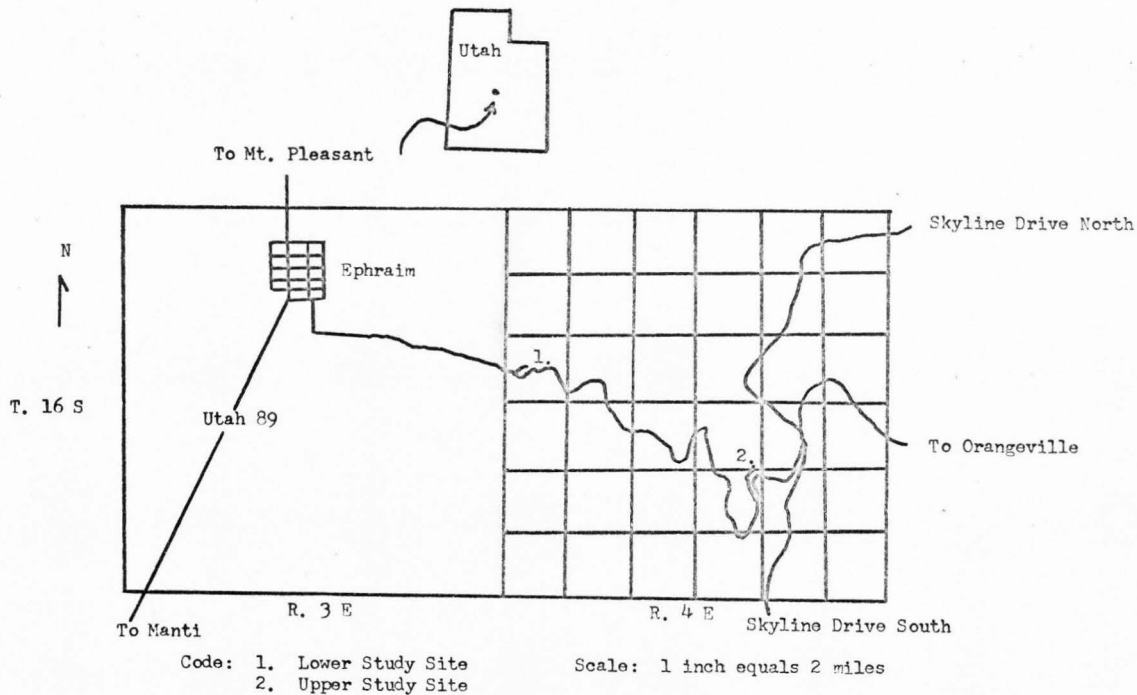 Utah
To Mt. Pleasant
Skyline Drive North
N
Ephraim
1.
T. 16 S
Utah 89
2.
To Orangeville
R. 3 E
R. 4 E
To Manti
Skyline Drive South
Code: 1. Lower Study Site
2. Upper Study Site
Scale: 1 inch equals 2 miles